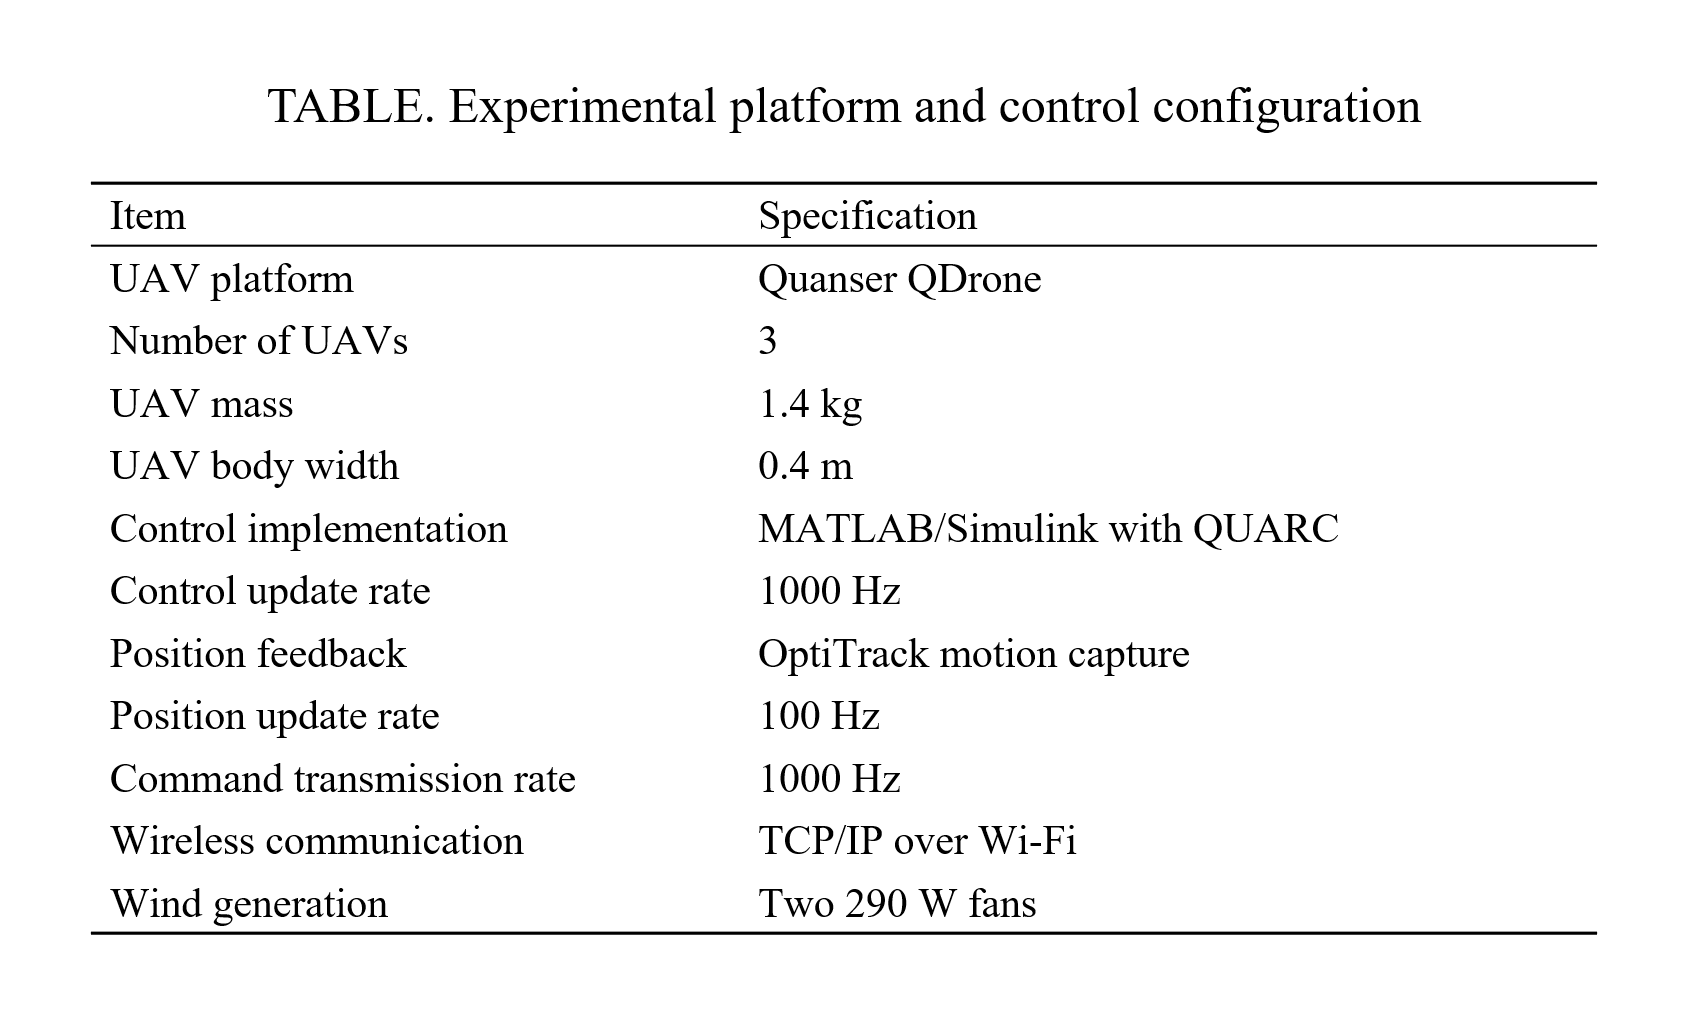 TABLE. Experimental platform and control configuration
Item Specification
UAV platform Quanser QDrone
Number of UAVs 3
UAV mass 1.4 kg
UAV body width 0.4 m
Control implementation MATLAB/Simulink with QUARC
Control update rate 1000 Hz
Position feedback OptiTrack motion capture
Position update rate 100 Hz
Command transmission rate 1000 Hz
Wireless communication TCP/IP over Wi-Fi
Wind generation Two 290 W fans